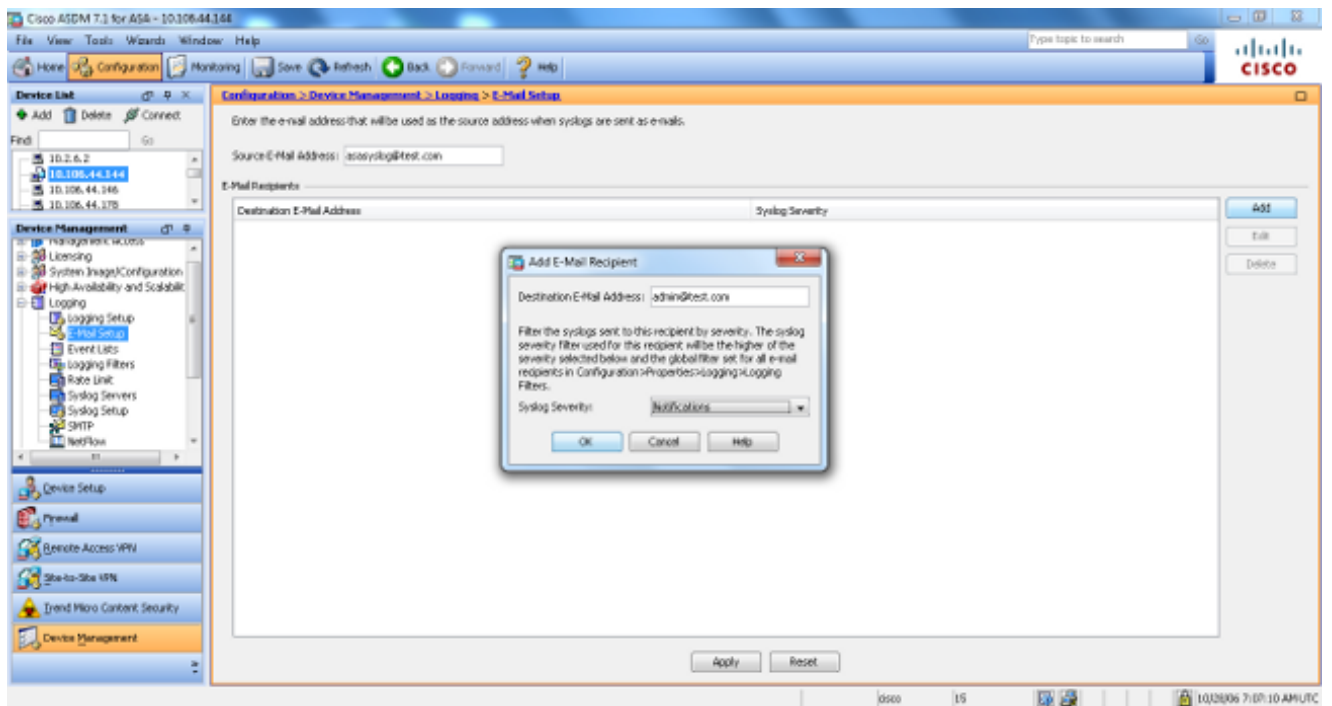 Cisco ASDM 7.1 for ASA - 10.106.44.144
File View Tools Wizards Window Help
Type topic to search
Go
Home Configuration Monitoring Save Refresh Back Forward Help
CISCO
Device List
Add Delete Connect
Find: Go
10.2.6.2
10.106.44.144
10.106.44.146
10.106.44.178
Device Management
Management Access
Licensing
System Image/Configuration
High Availability and Scalabilit
Logging
Logging Setup
E-Mail Setup
Event Lists
Logging Filters
Rate Limit
Syslog Servers
Syslog Setup
SMTP
NetFlow
Device Setup
Firewall
Remote Access VPN
Site-to-Site VPN
Trend Micro Content Security
Device Management
Configuration > Device Management > Logging > E-Mail Setup
Enter the e-mail address that will be used as the source address when syslogs are sent as e-mails.
Source E-Mail Address: asasyslog@test.com
E-Mail Recipients
Destination E-Mail Address Syslog Severity
Add
Edit
Delete
Add E-Mail Recipient
Destination E-Mail Address: admin@test.com
Filter the syslogs sent to this recipient by severity. The syslog
severity filter used for this recipient will be the higher of the
severity selected below and the global filter set for all e-mail
recipients in Configuration>Properties>Logging>Logging
Filters.
Syslog Severity: Notifications
OK Cancel Help
Apply Reset
cisco 15 10/28/06 7:07:10 AM UTC